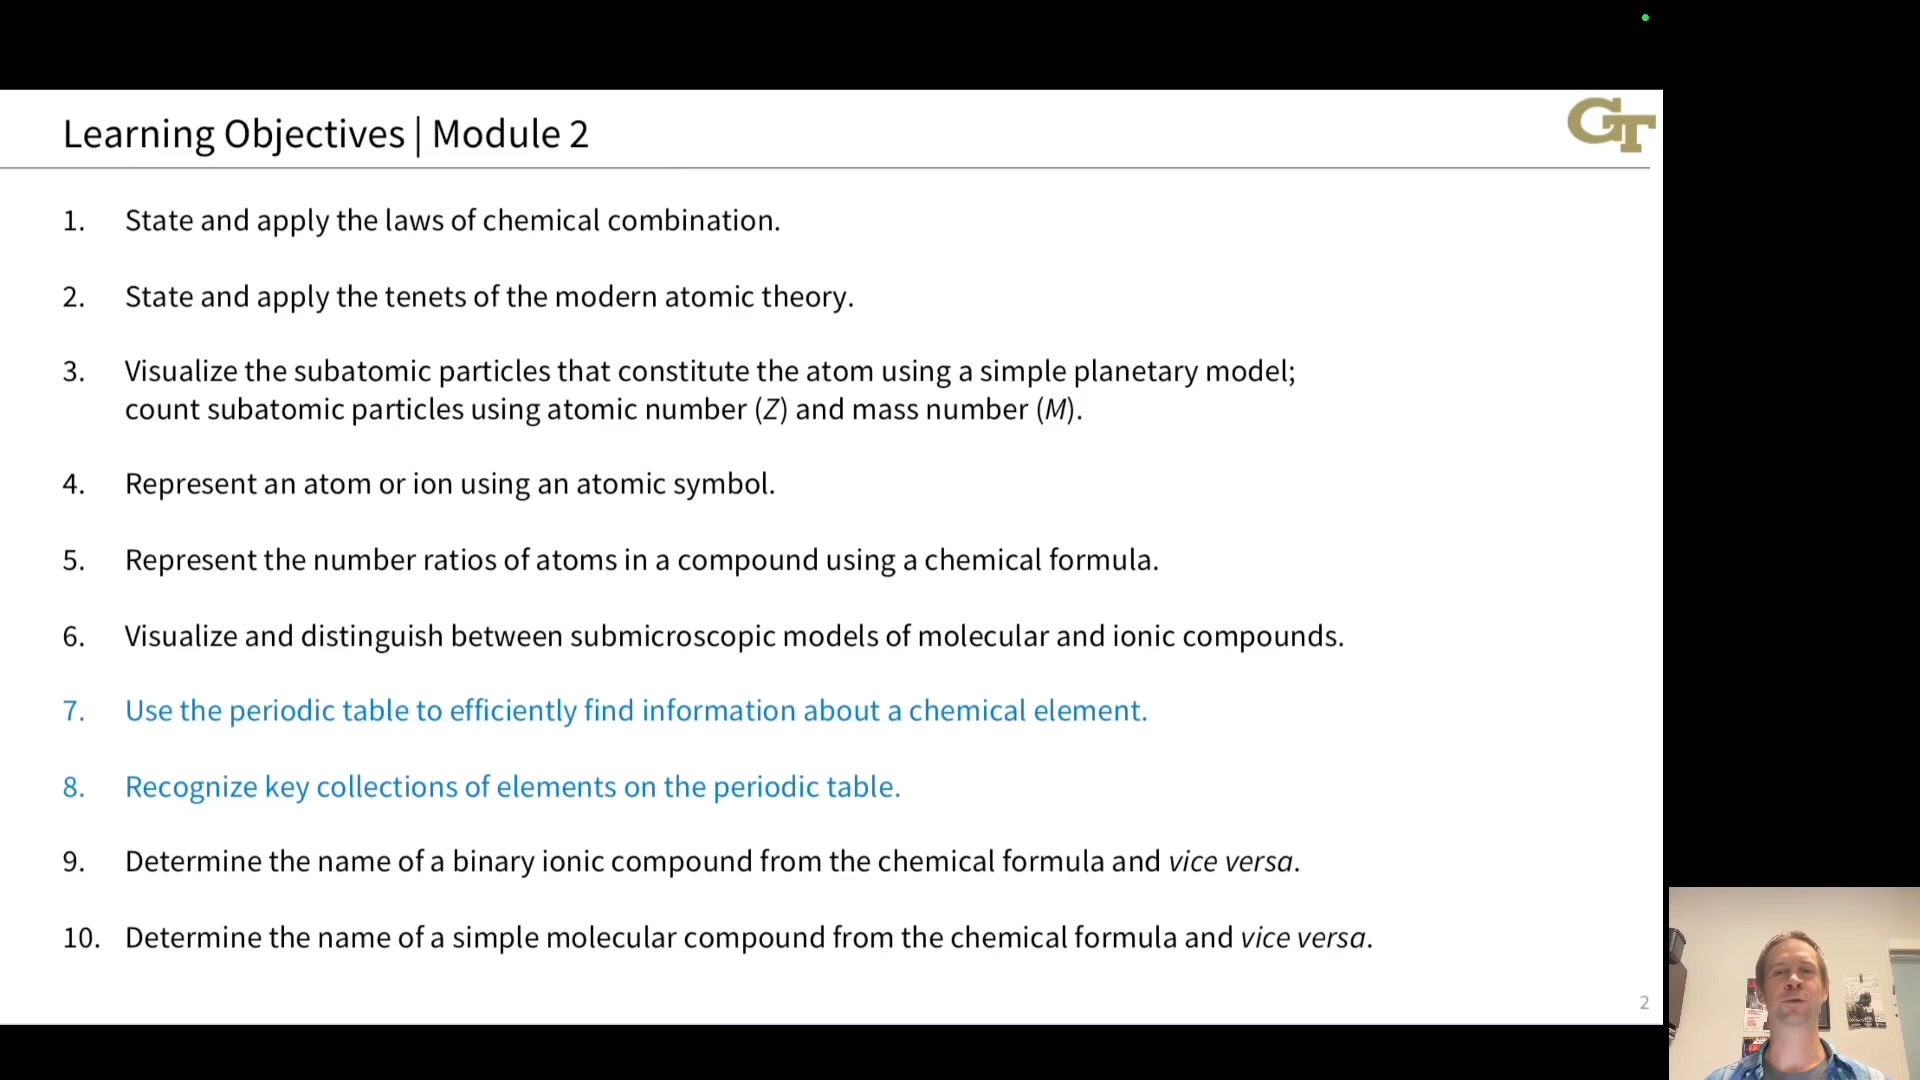 GT
Learning Objectives | Module 2
1. State and apply the laws of chemical combination.
2. State and apply the tenets of the modern atomic theory.
3. Visualize the subatomic particles that constitute the atom using a simple planetary model;
count subatomic particles using atomic number (Z) and mass number (M).
4. Represent an atom or ion using an atomic symbol.
5. Represent the number ratios of atoms in a compound using a chemical formula.
6. Visualize and distinguish between submicroscopic models of molecular and ionic compounds.
7. Use the periodic table to efficiently find information about a chemical element.
8. Recognize key collections of elements on the periodic table.
9. Determine the name of a binary ionic compound from the chemical formula and vice versa.
10. Determine the name of a simple molecular compound from the chemical formula and vice versa.
2